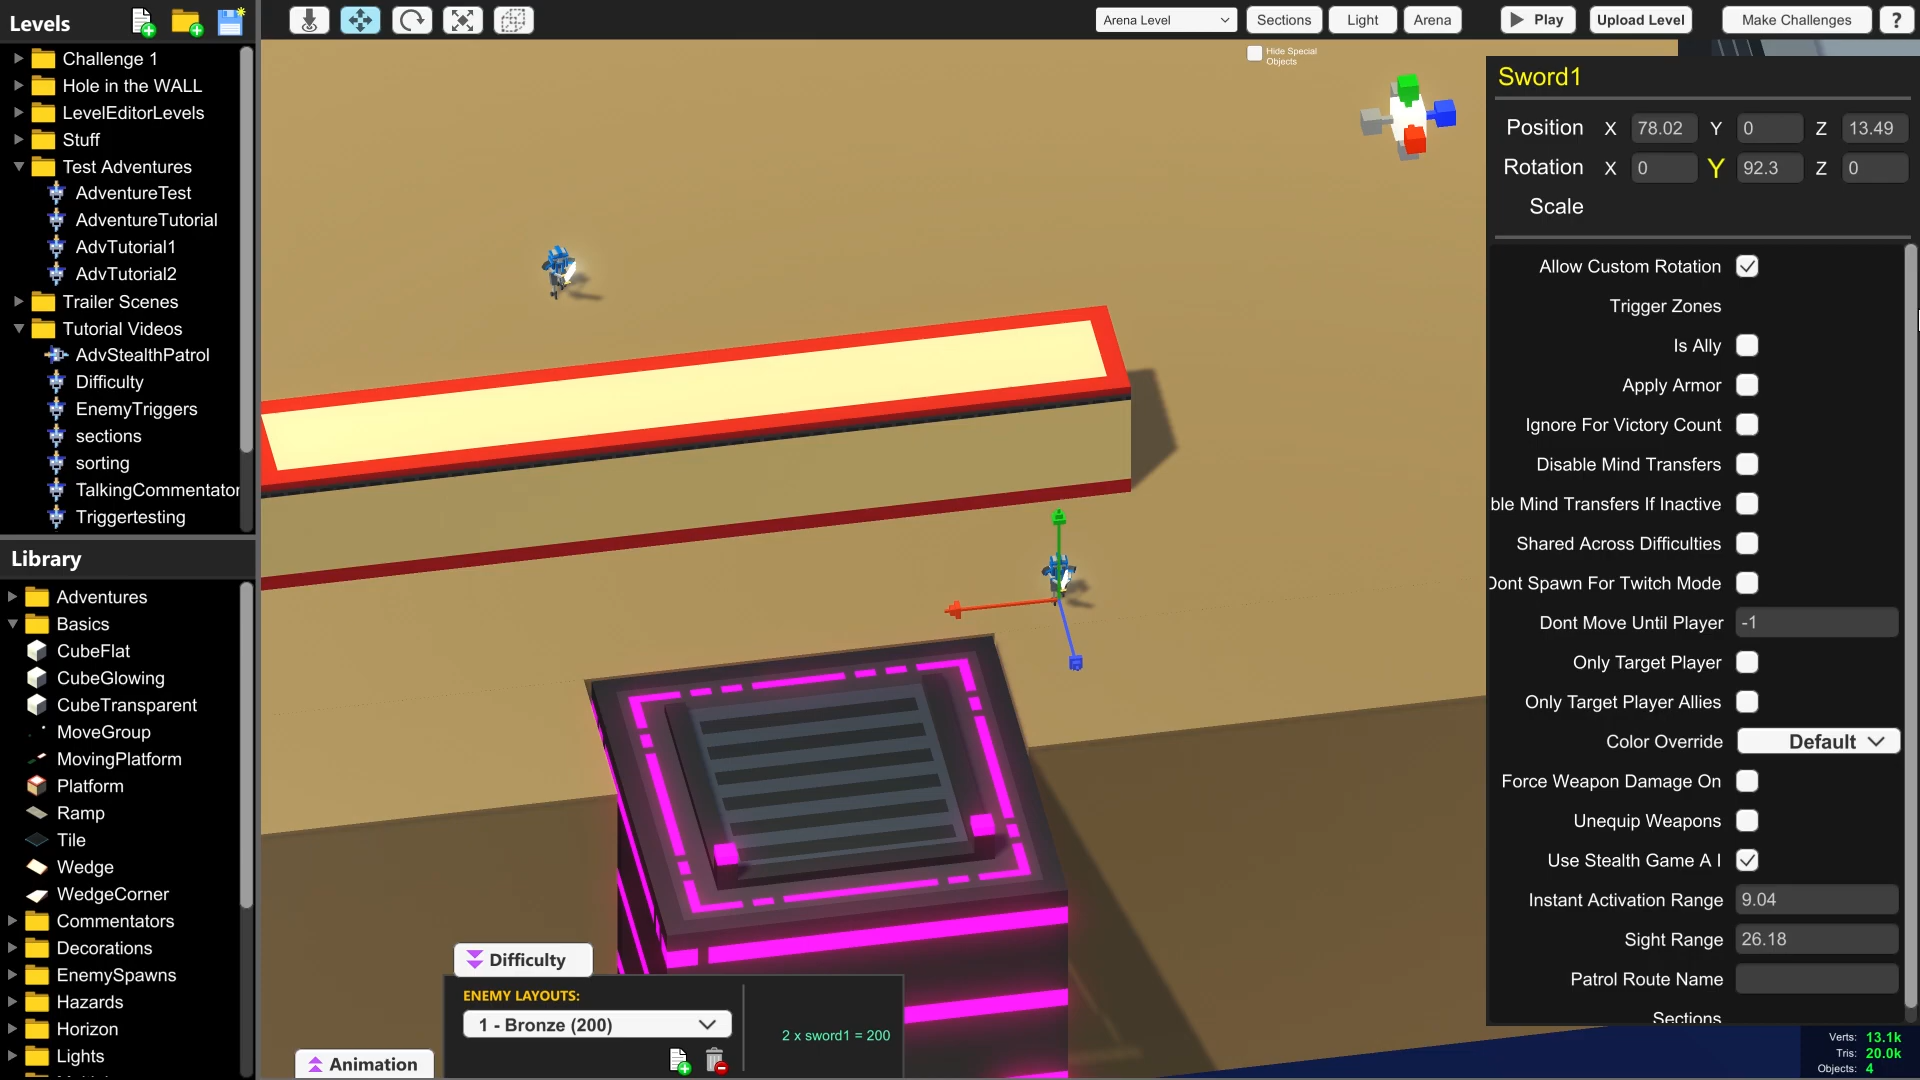 Levels
Challenge 1
Hole in the WALL
LevelEditorLevels
Stuff
Test Adventures
AdventureTest
AdventureTutorial
AdvTutorial1
AdvTutorial2
Trailer Scenes
Tutorial Videos
AdvStealthPatrol
Difficulty
EnemyTriggers
sections
sorting
TalkingCommentator
Triggertesting
Library
Adventures
Basics
CubeFlat
CubeGlowing
CubeTransparent
MoveGroup
MovingPlatform
Platform
Ramp
Tile
Wedge
WedgeCorner
Commentators
Decorations
EnemySpawns
Hazards
Horizon
Lights
Arena Level
Sections
Light
Arena
Play
Upload Level
Make Challenges
?
Hide Special
Objects
Sword1
Position X 78.02 Y 0 Z 13.49
Rotation X 0 Y 92.3 Z 0
Scale
Allow Custom Rotation
Trigger Zones
Is Ally
Apply Armor
Ignore For Victory Count
Disable Mind Transfers
ble Mind Transfers If Inactive
Shared Across Difficulties
Dont Spawn For Twitch Mode
Dont Move Until Player -1
Only Target Player
Only Target Player Allies
Color Override Default
Force Weapon Damage On
Unequip Weapons
Use Stealth Game A I
Instant Activation Range 9.04
Sight Range 26.18
Patrol Route Name
Sections
Difficulty
ENEMY LAYOUTS:
1 - Bronze (200)
2 x sword1 = 200
Animation
Verts: 13.1k
Tris: 20.0k
Objects: 4